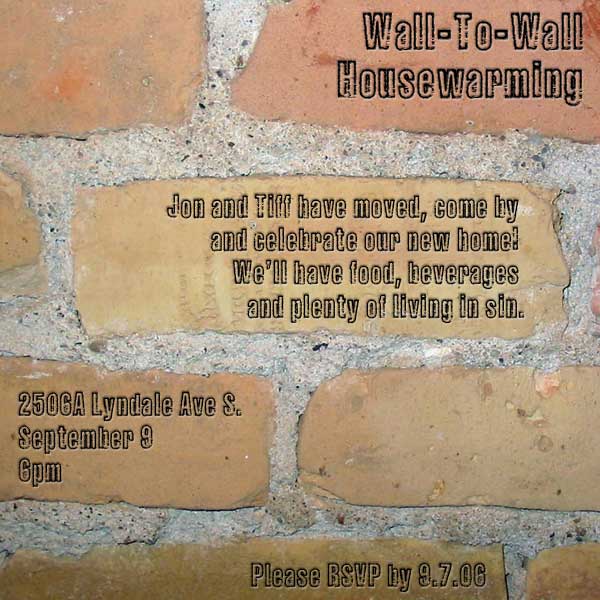 Wall-To-Wall
Housewarming
Jon and Tiff have moved, come by
and celebrate our new home!
We'll have food, beverages
and plenty of living in sin.
2506A Lyndale Ave S.
September 9
6pm
Please RSVP by 9.7.06